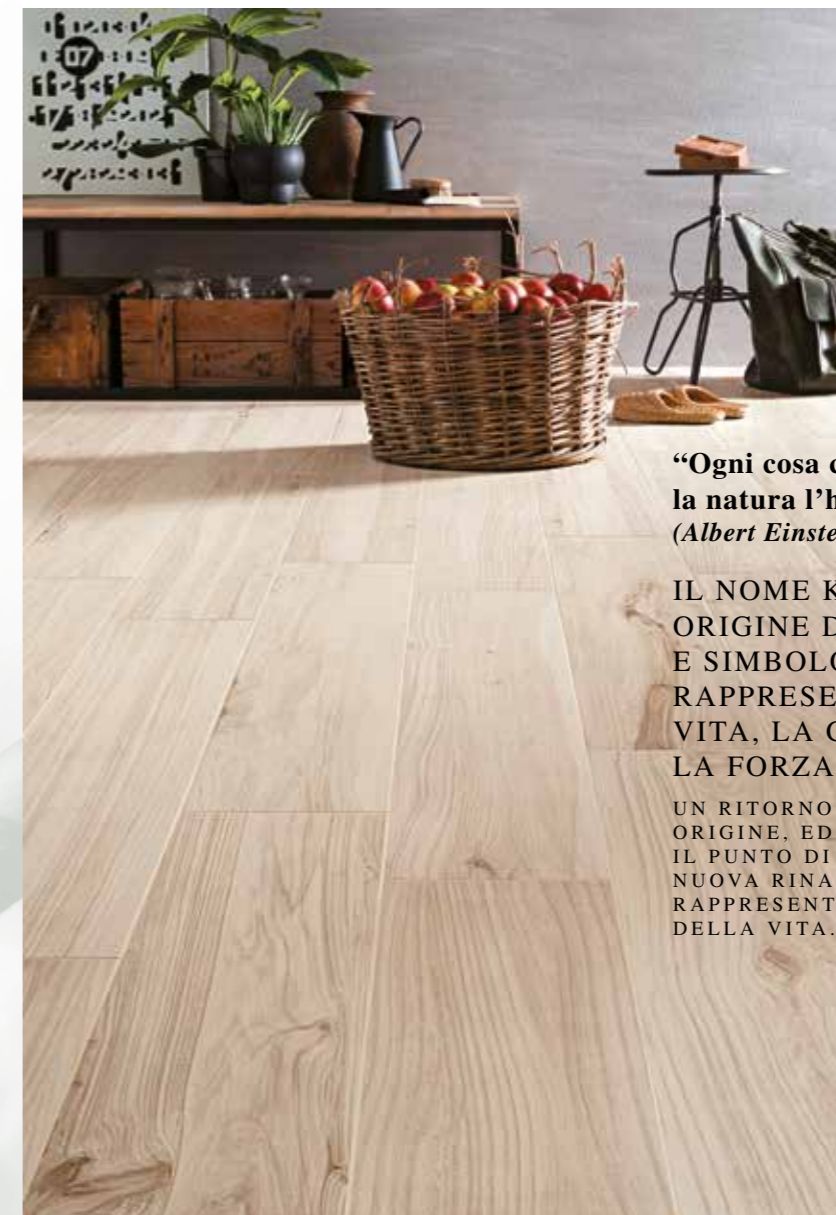 07
“Ogni cosa c
la natura l’h
(Albert Einste
IL NOME K
ORIGINE D
E SIMBOLO
RAPPRESE
VITA, LA C
LA FORZA
UN RITORNO
ORIGINE, ED
IL PUNTO DI
NUOVA RINA
RAPPRESENT
DELLA VITA.